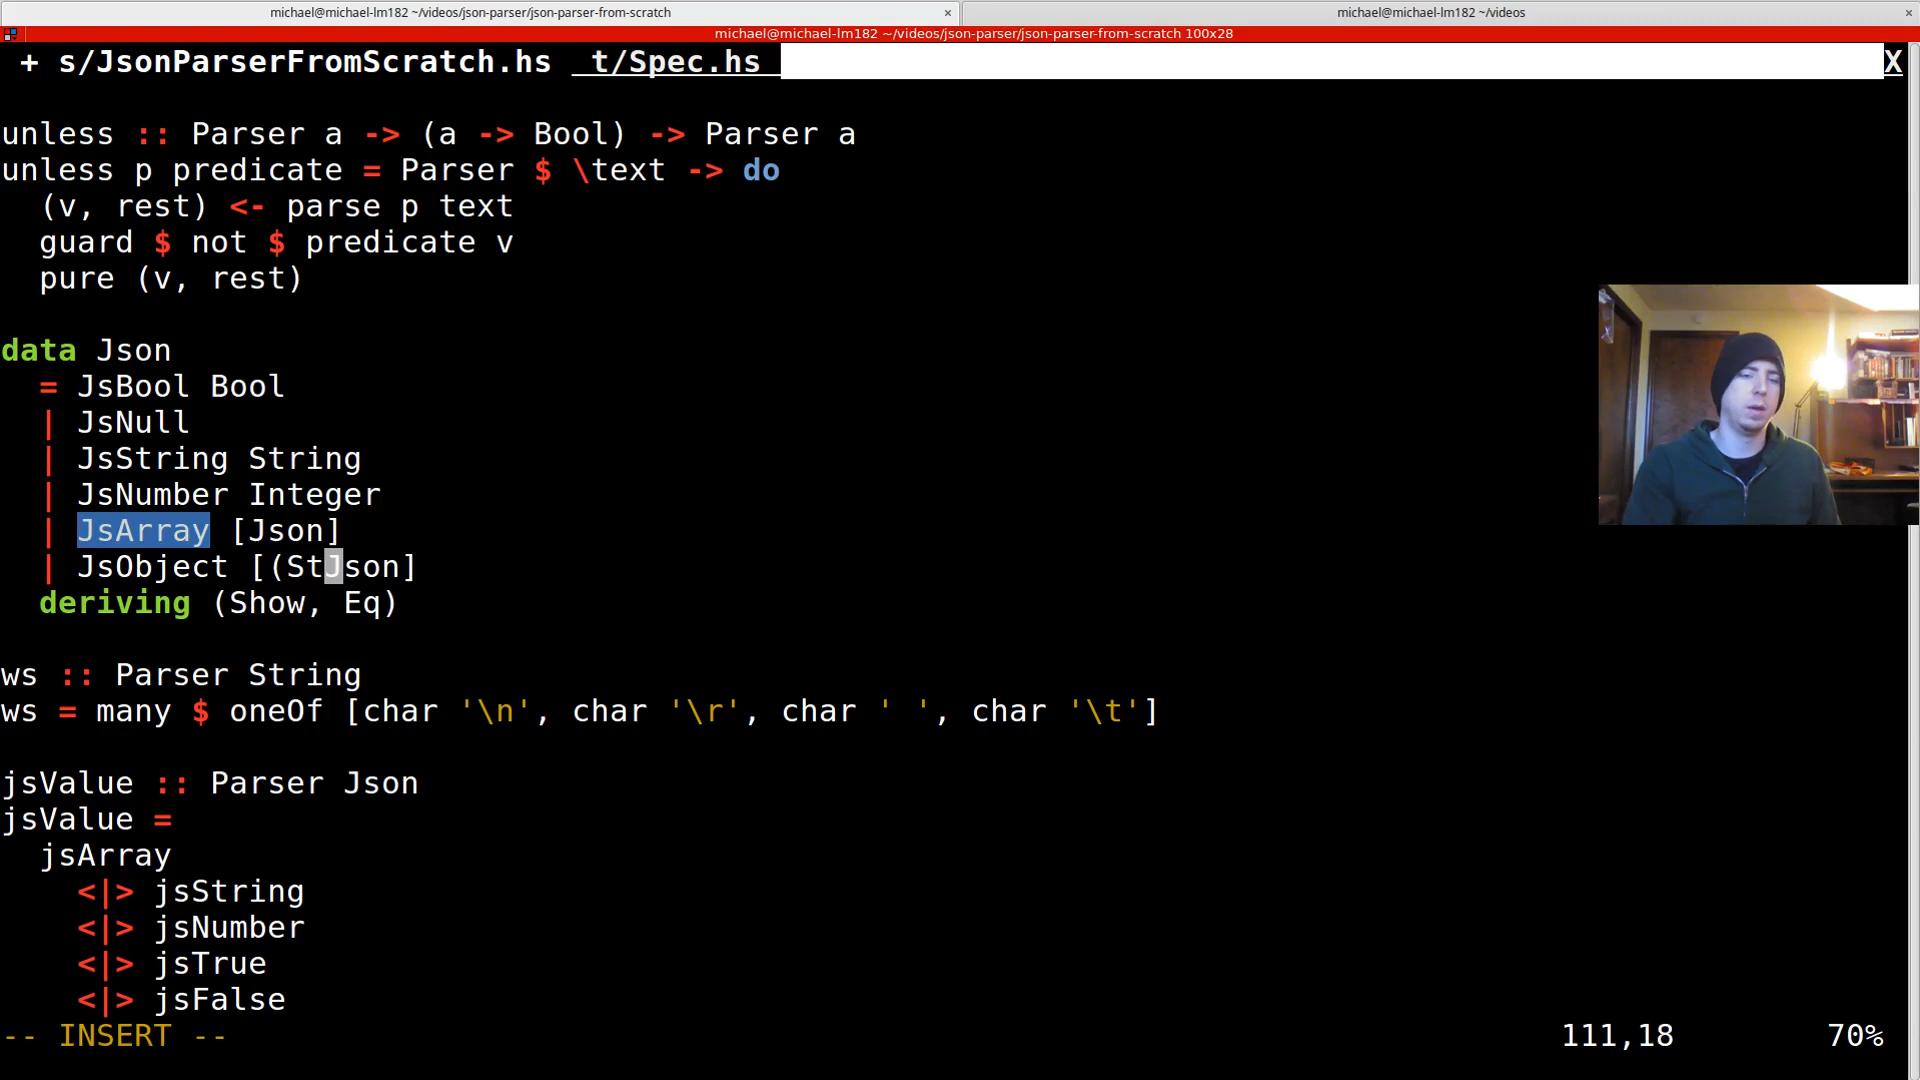 michael@michael-lm182 ~/videos/json-parser/json-parser-from-scratch × michael@michael-lm182 ~/videos ×
michael@michael-lm182 ~/videos/json-parser/json-parser-from-scratch 100x28
+ s/JsonParserFromScratch.hs t/Spec.hs X
unless :: Parser a -> (a -> Bool) -> Parser a
unless p predicate = Parser $ \text -> do
  (v, rest) <- parse p text
  guard $ not $ predicate v
  pure (v, rest)
data Json
  = JsBool Bool
  | JsNull
  | JsString String
  | JsNumber Integer
  | JsArray [Json]
  | JsObject [(StJson]
  deriving (Show, Eq)
ws :: Parser String
ws = many $ oneOf [char '\n', char '\r', char ' ', char '\t']
jsValue :: Parser Json
jsValue =
  jsArray
    <|> jsString
    <|> jsNumber
    <|> jsTrue
    <|> jsFalse
-- INSERT -- 111,18 70%